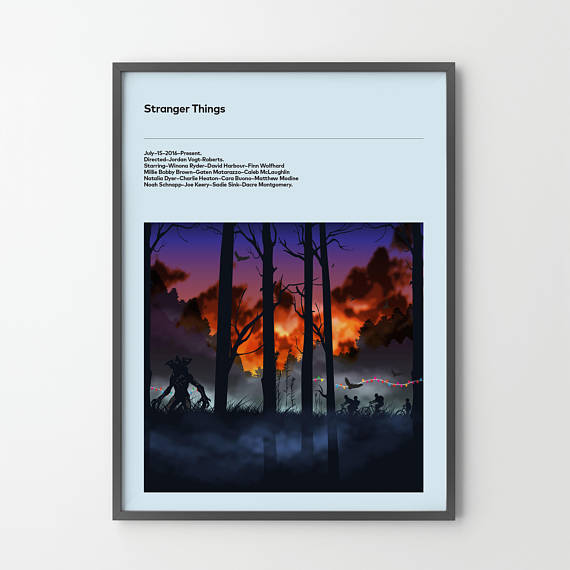 Stranger Things
July-15-2016-Present.
Directed-Jordan Vogt-Roberts.
Starring-Winona Ryder-David Harbour-Finn Wolfhard
Millie Bobby Brown-Gaten Matarazzo-Caleb McLaughlin
Natalia Dyer-Charlie Heaton-Cara Buono-Matthew Modine
Noah Schnapp-Joe Keery-Sadie Sink-Dacre Montgomery.